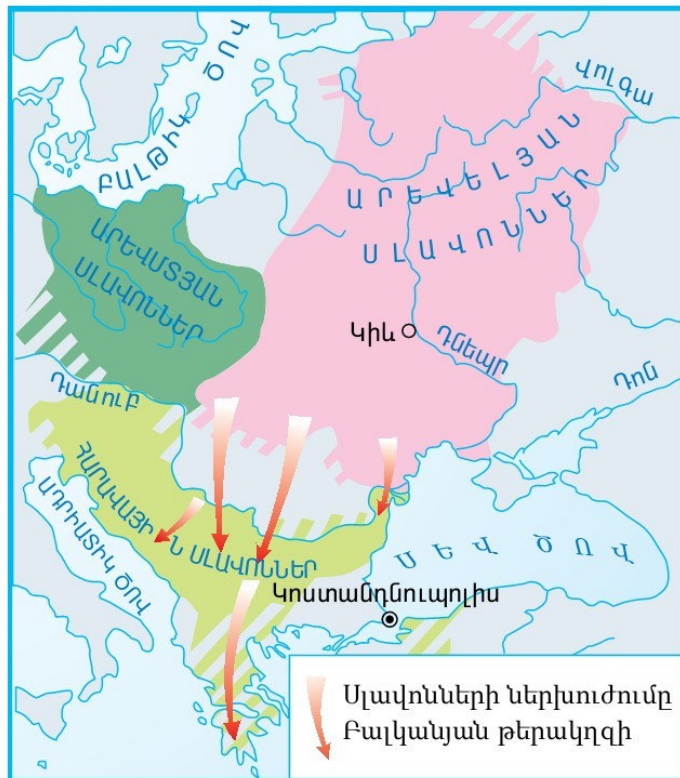 ԲԱԼԹԻԿ ԾՈՎ
ՎՈԼԳԱ
ԱՐԵՎԵԼՅԱՆ
ՍԼԱՎՈՆՆԵՐ
ԱՐԵՎՄՏՅԱՆ
ՍԼԱՎՈՆՆԵՐ
Կիև
Դնեպր
Դոն
Դանուբ
ՀԱՐԱՎԱՅԻՆ ՍԼԱՎՈՆՆԵՐ
ԱԴՐԻԱՏԻԿ ԾՈՎ
ՍԵՎ ԾՈՎ
Կոստանդնուպոլիս
Սլավոնների ներխուժումը
Բալկանյան թերակղզի